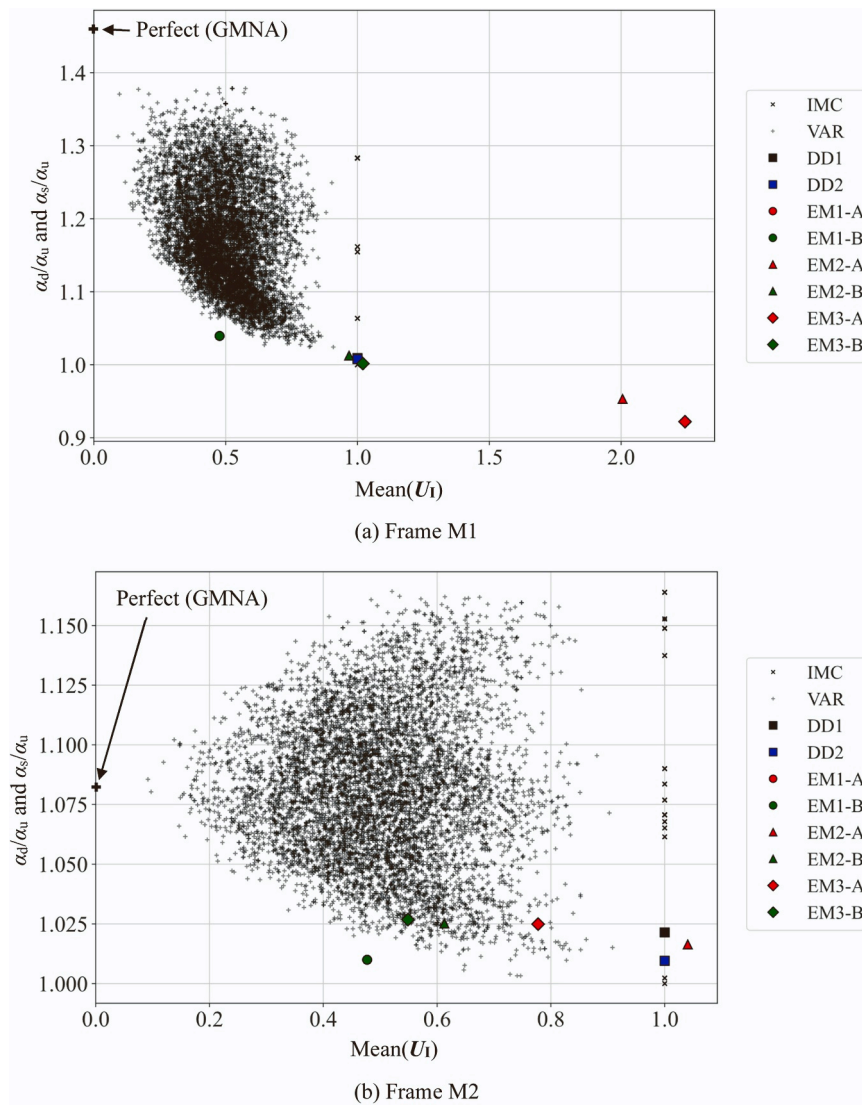 Perfect (GMNA)
1.4
1.3
1.2
1.1
1.0
0.9
αd/αu and αs/αu
0.0 0.5 1.0 1.5 2.0
Mean(UI)
IMC
VAR
DD1
DD2
EM1-A
EM1-B
EM2-A
EM2-B
EM3-A
EM3-B
(a) Frame M1
Perfect (GMNA)
1.150
1.125
1.100
1.075
1.050
1.025
1.000
αd/αu and αs/αu
0.0 0.2 0.4 0.6 0.8 1.0
Mean(UI)
IMC
VAR
DD1
DD2
EM1-A
EM1-B
EM2-A
EM2-B
EM3-A
EM3-B
(b) Frame M2